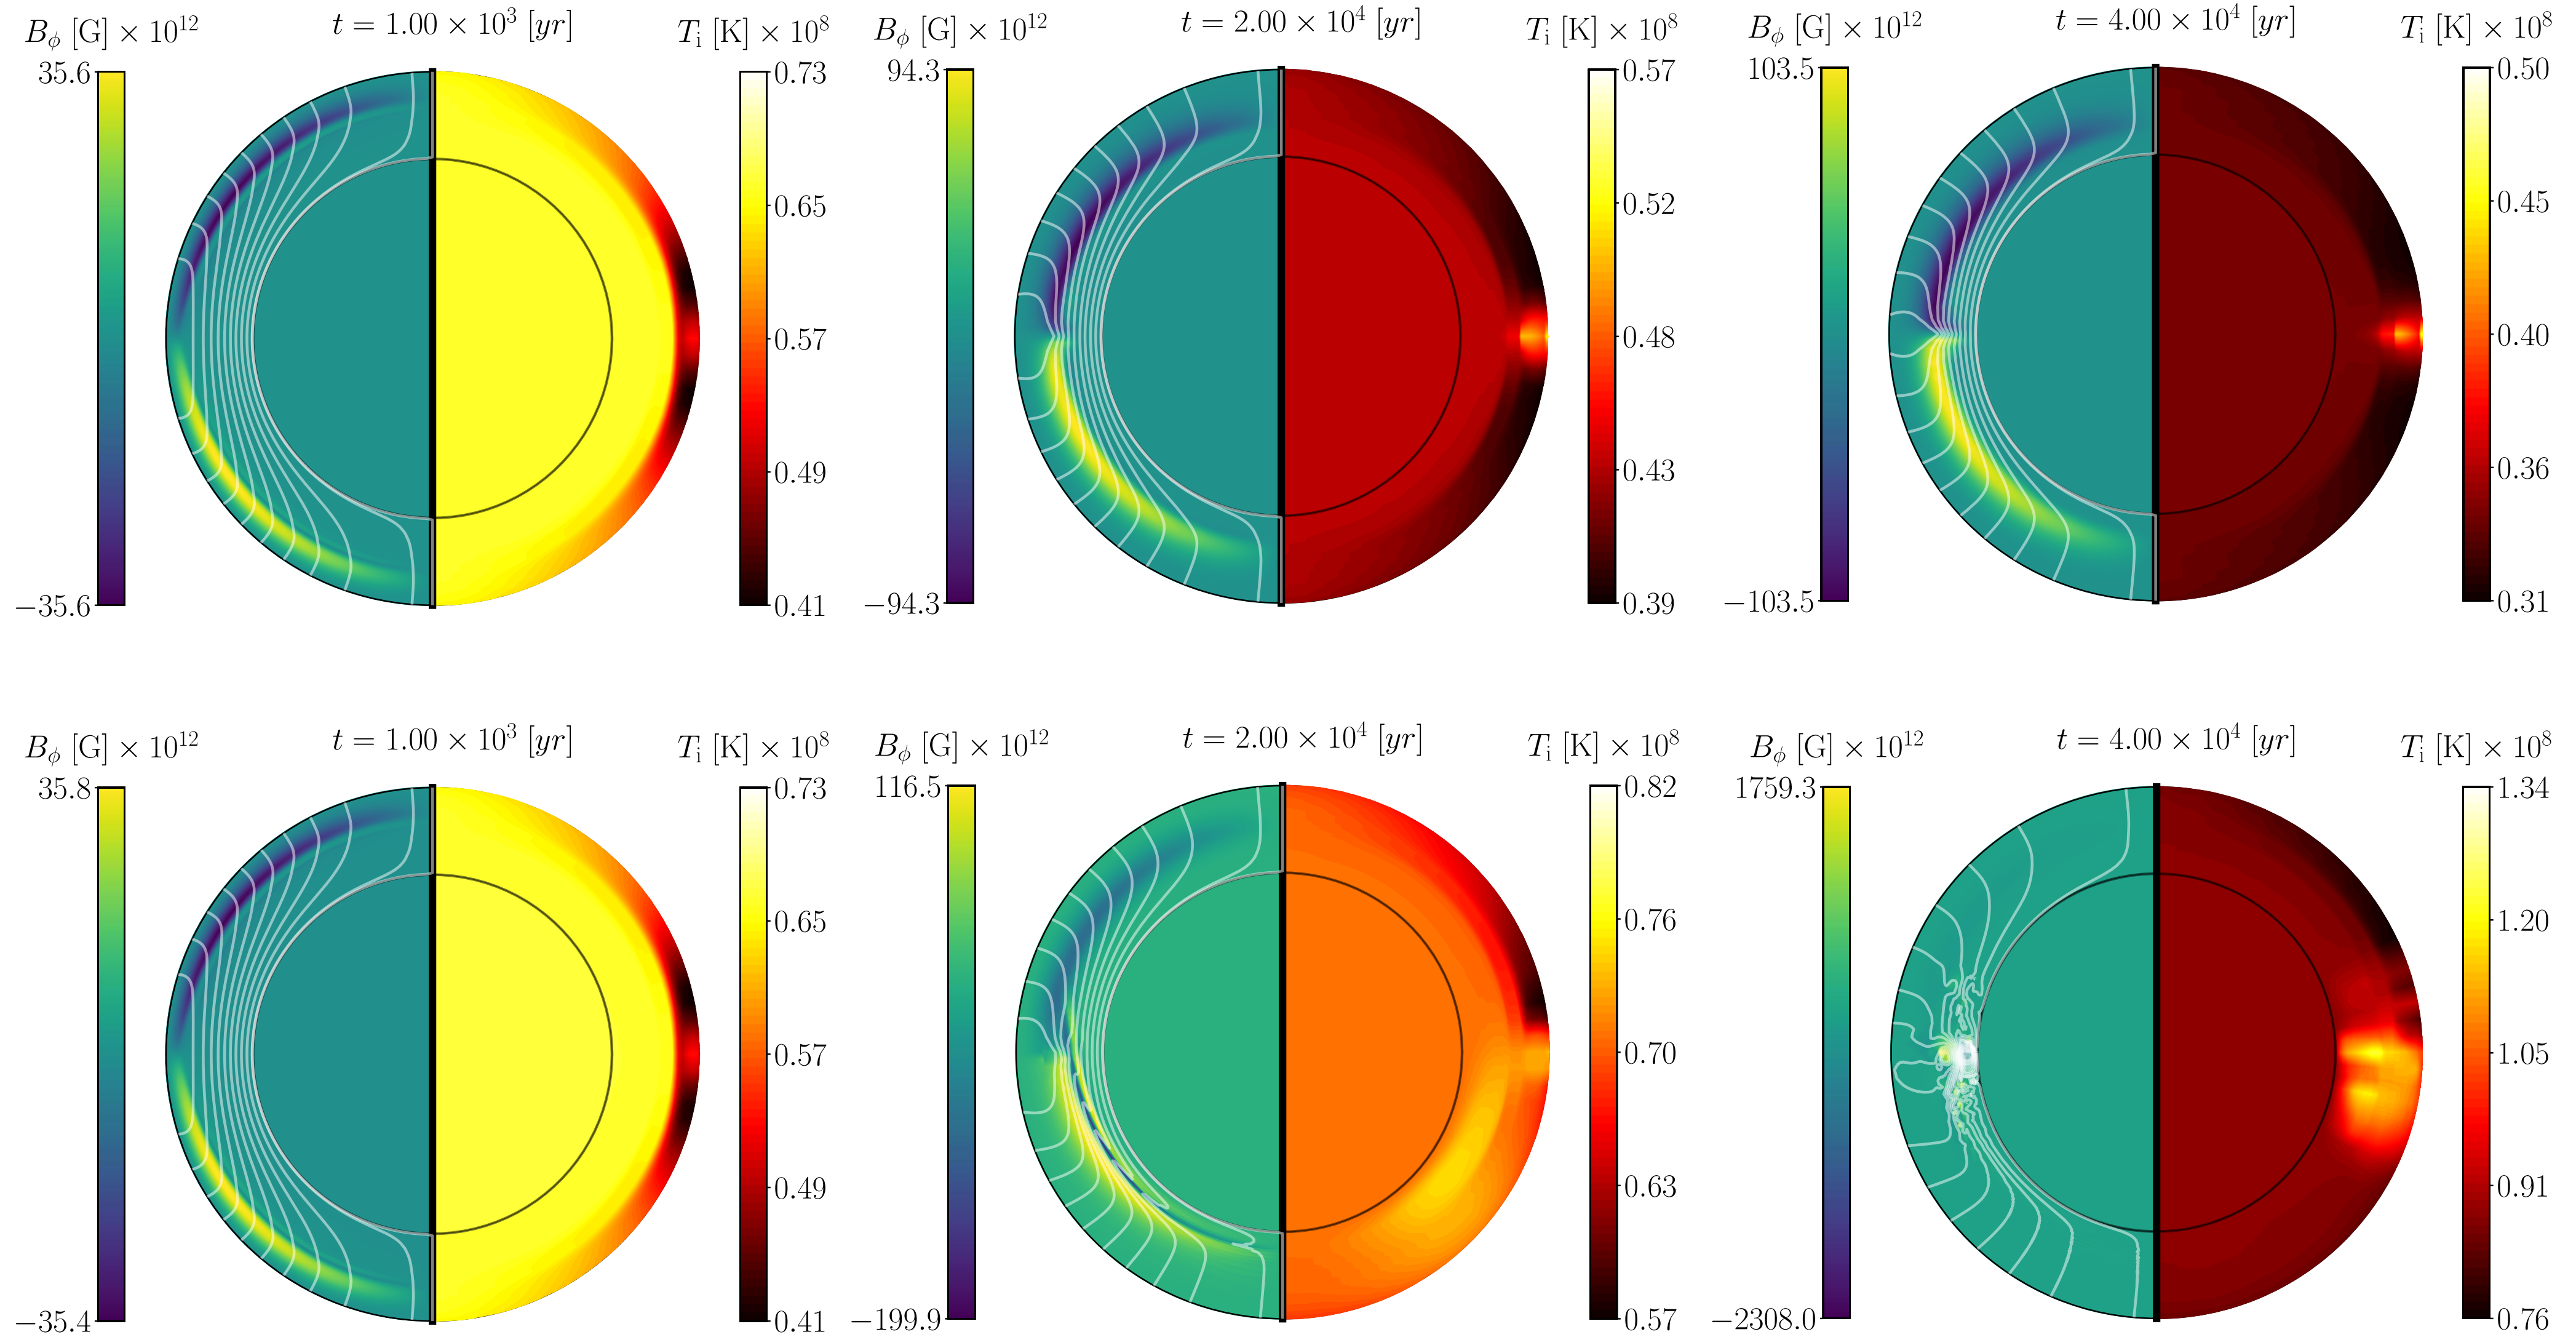 B_ϕ [G] × 10^12
t = 1.00 × 10^3 [yr]
T_i [K] × 10^8
35.6
−35.6
0.73
0.65
0.57
0.49
0.41
B_ϕ [G] × 10^12
t = 2.00 × 10^4 [yr]
T_i [K] × 10^8
94.3
−94.3
0.57
0.52
0.48
0.43
0.39
B_ϕ [G] × 10^12
t = 4.00 × 10^4 [yr]
T_i [K] × 10^8
103.5
−103.5
0.50
0.45
0.40
0.36
0.31
B_ϕ [G] × 10^12
t = 1.00 × 10^3 [yr]
T_i [K] × 10^8
35.8
−35.4
0.73
0.65
0.57
0.49
0.41
B_ϕ [G] × 10^12
t = 2.00 × 10^4 [yr]
T_i [K] × 10^8
116.5
−199.9
0.82
0.76
0.70
0.63
0.57
B_ϕ [G] × 10^12
t = 4.00 × 10^4 [yr]
T_i [K] × 10^8
1759.3
−2308.0
1.34
1.20
1.05
0.91
0.76